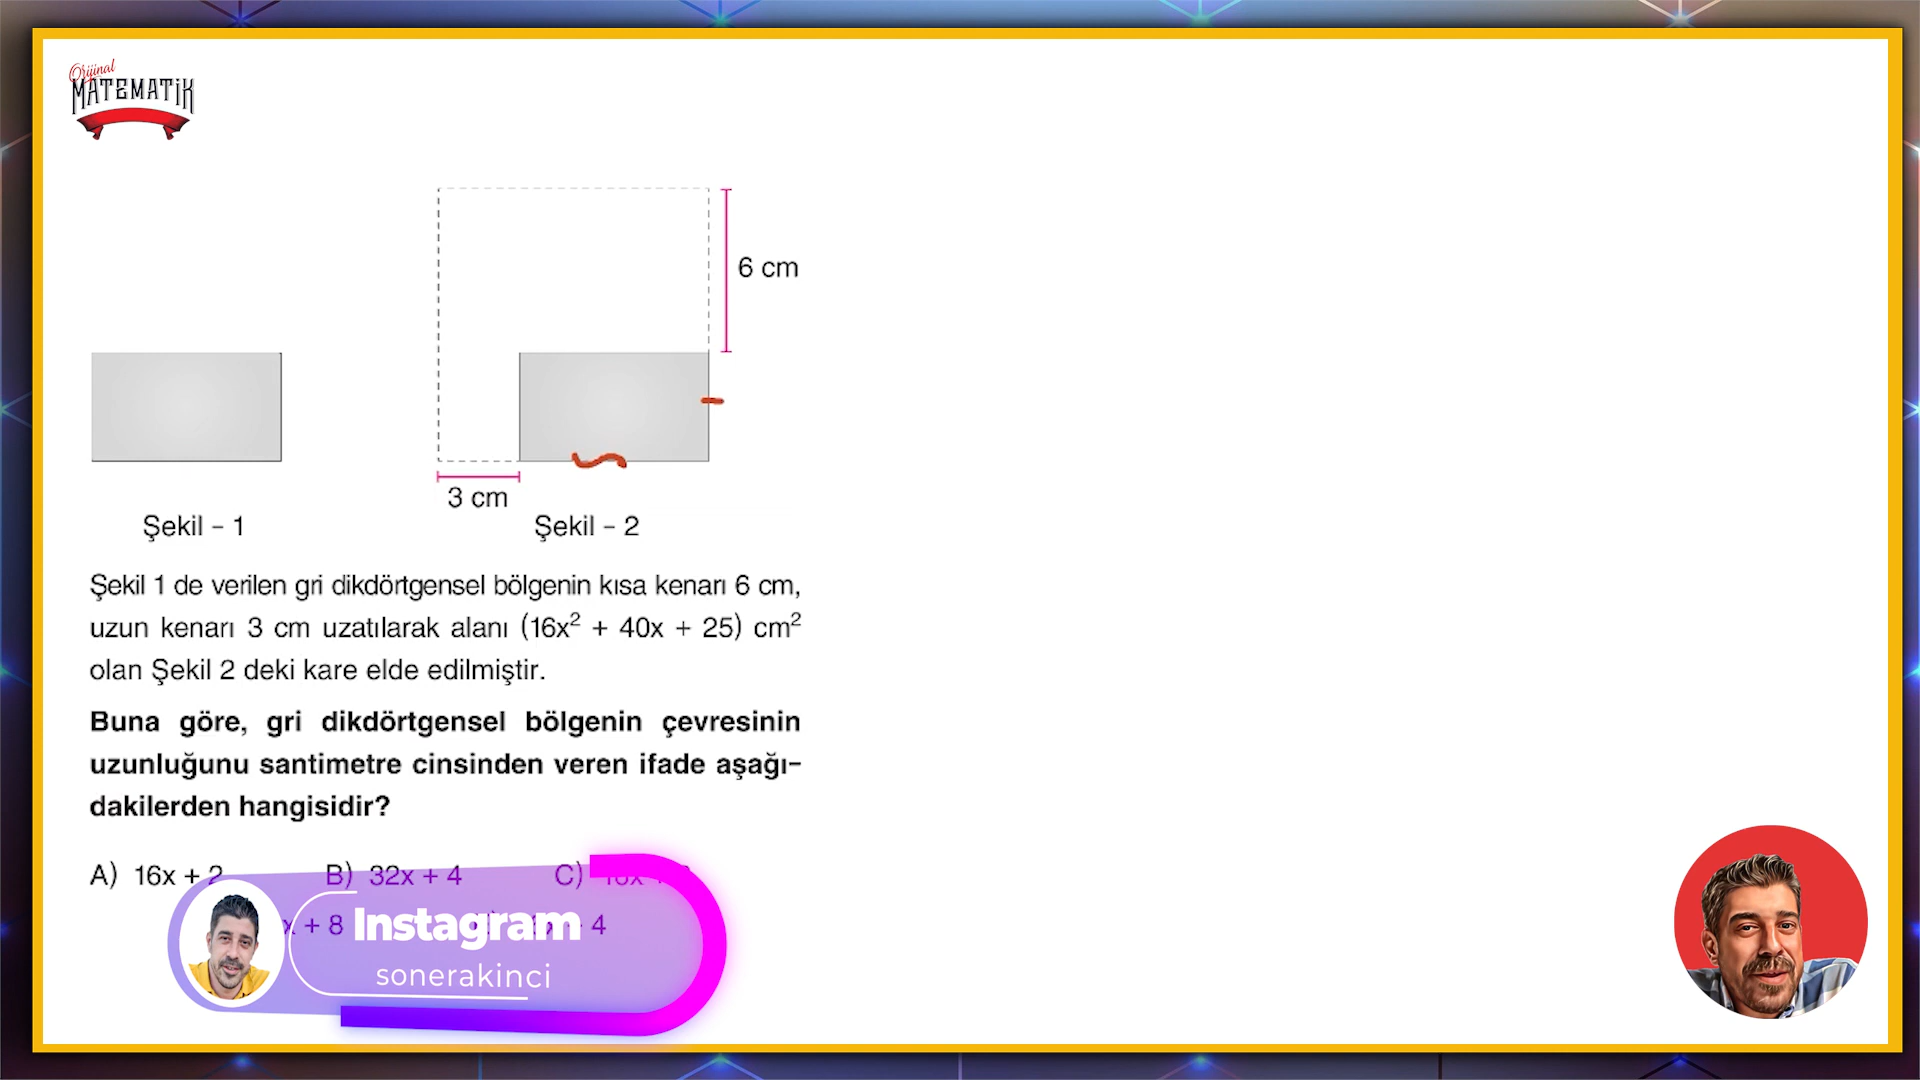 Orijinal
MATEMATİK
6 cm
3 cm
Şekil – 1
Şekil – 2
Şekil 1 de verilen gri dikdörtgensel bölgenin kısa kenarı 6 cm,
uzun kenarı 3 cm uzatılarak alanı (16x² + 40x + 25) cm²
olan Şekil 2 deki kare elde edilmiştir.
Buna göre, gri dikdörtgensel bölgenin çevresinin
uzunluğunu santimetre cinsinden veren ifade aşağı–
dakilerden hangisidir?
A) 16x + 2 B) 32x + 4 C)
x + 8 4
Instagram
sonerakinci